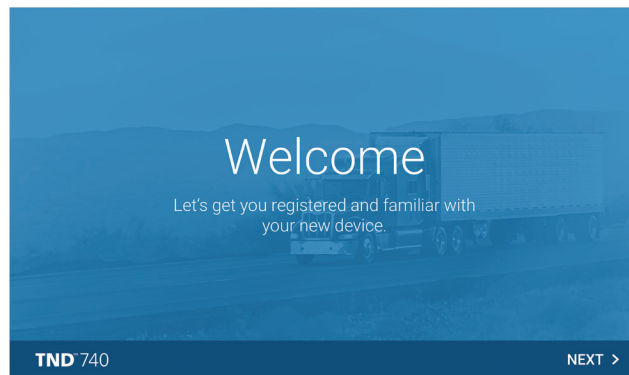 Welcome
Let's get you registered and familiar with
your new device.
TND™ 740
NEXT >